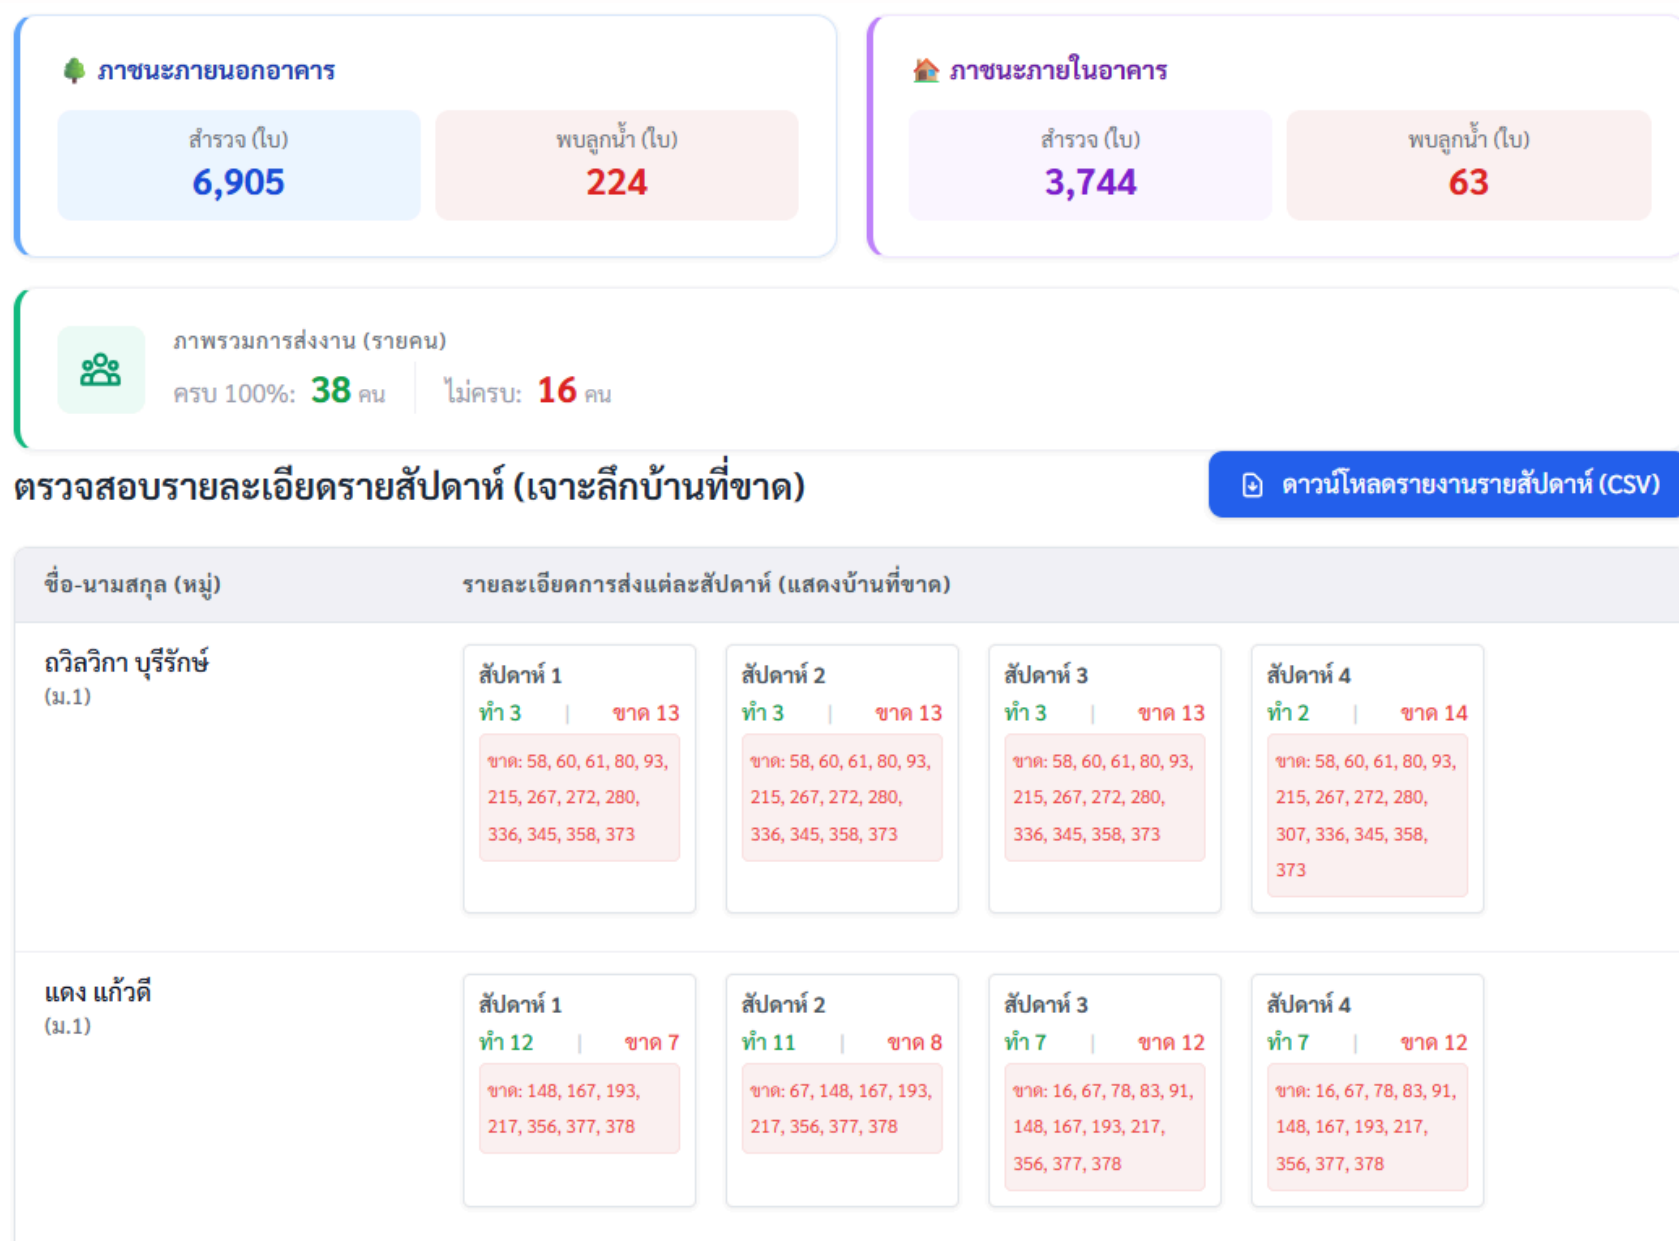 ภาชนะภายนอกอาคาร
สำรวจ (ใบ)
6,905
พบลูกน้ำ (ใบ)
224
ภาชนะภายในอาคาร
สำรวจ (ใบ)
3,744
พบลูกน้ำ (ใบ)
63
ภาพรวมการส่งงาน (รายคน)
ครบ 100%: 38 คน
ไม่ครบ: 16 คน
ตรวจสอบรายละเอียดรายสัปดาห์ (เจาะลึกบ้านที่ขาด)
ดาวน์โหลดรายงานรายสัปดาห์ (CSV)
ชื่อ-นามสกุล (หมู่)
รายละเอียดการส่งแต่ละสัปดาห์ (แสดงบ้านที่ขาด)
ถวิลวิกา บุรีรักษ์
(ม.1)
สัปดาห์ 1
ทำ 3 | ขาด 13
ขาด: 58, 60, 61, 80, 93,
215, 267, 272, 280,
336, 345, 358, 373
สัปดาห์ 2
ทำ 3 | ขาด 13
ขาด: 58, 60, 61, 80, 93,
215, 267, 272, 280,
336, 345, 358, 373
สัปดาห์ 3
ทำ 3 | ขาด 13
ขาด: 58, 60, 61, 80, 93,
215, 267, 272, 280,
336, 345, 358, 373
สัปดาห์ 4
ทำ 2 | ขาด 14
ขาด: 58, 60, 61, 80, 93,
215, 267, 272, 280,
307, 336, 345, 358,
373
แดง แก้วดี
(ม.1)
สัปดาห์ 1
ทำ 12 | ขาด 7
ขาด: 148, 167, 193,
217, 356, 377, 378
สัปดาห์ 2
ทำ 11 | ขาด 8
ขาด: 67, 148, 167, 193,
217, 356, 377, 378
สัปดาห์ 3
ทำ 7 | ขาด 12
ขาด: 16, 67, 78, 83, 91,
148, 167, 193, 217,
356, 377, 378
สัปดาห์ 4
ทำ 7 | ขาด 12
ขาด: 16, 67, 78, 83, 91,
148, 167, 193, 217,
356, 377, 378